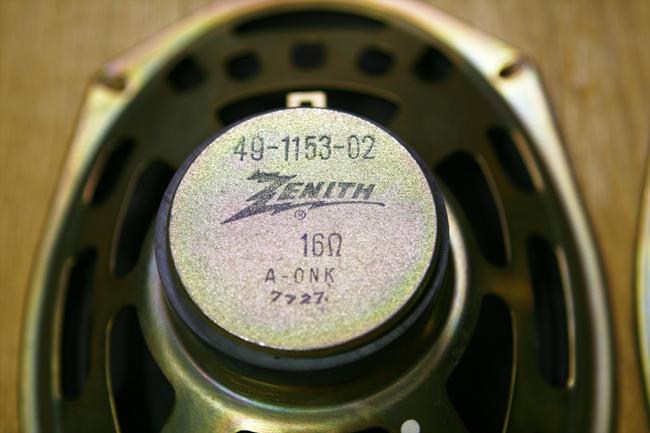 49-1153-02
ZENITH
®
16Ω
A-ONK
7727.